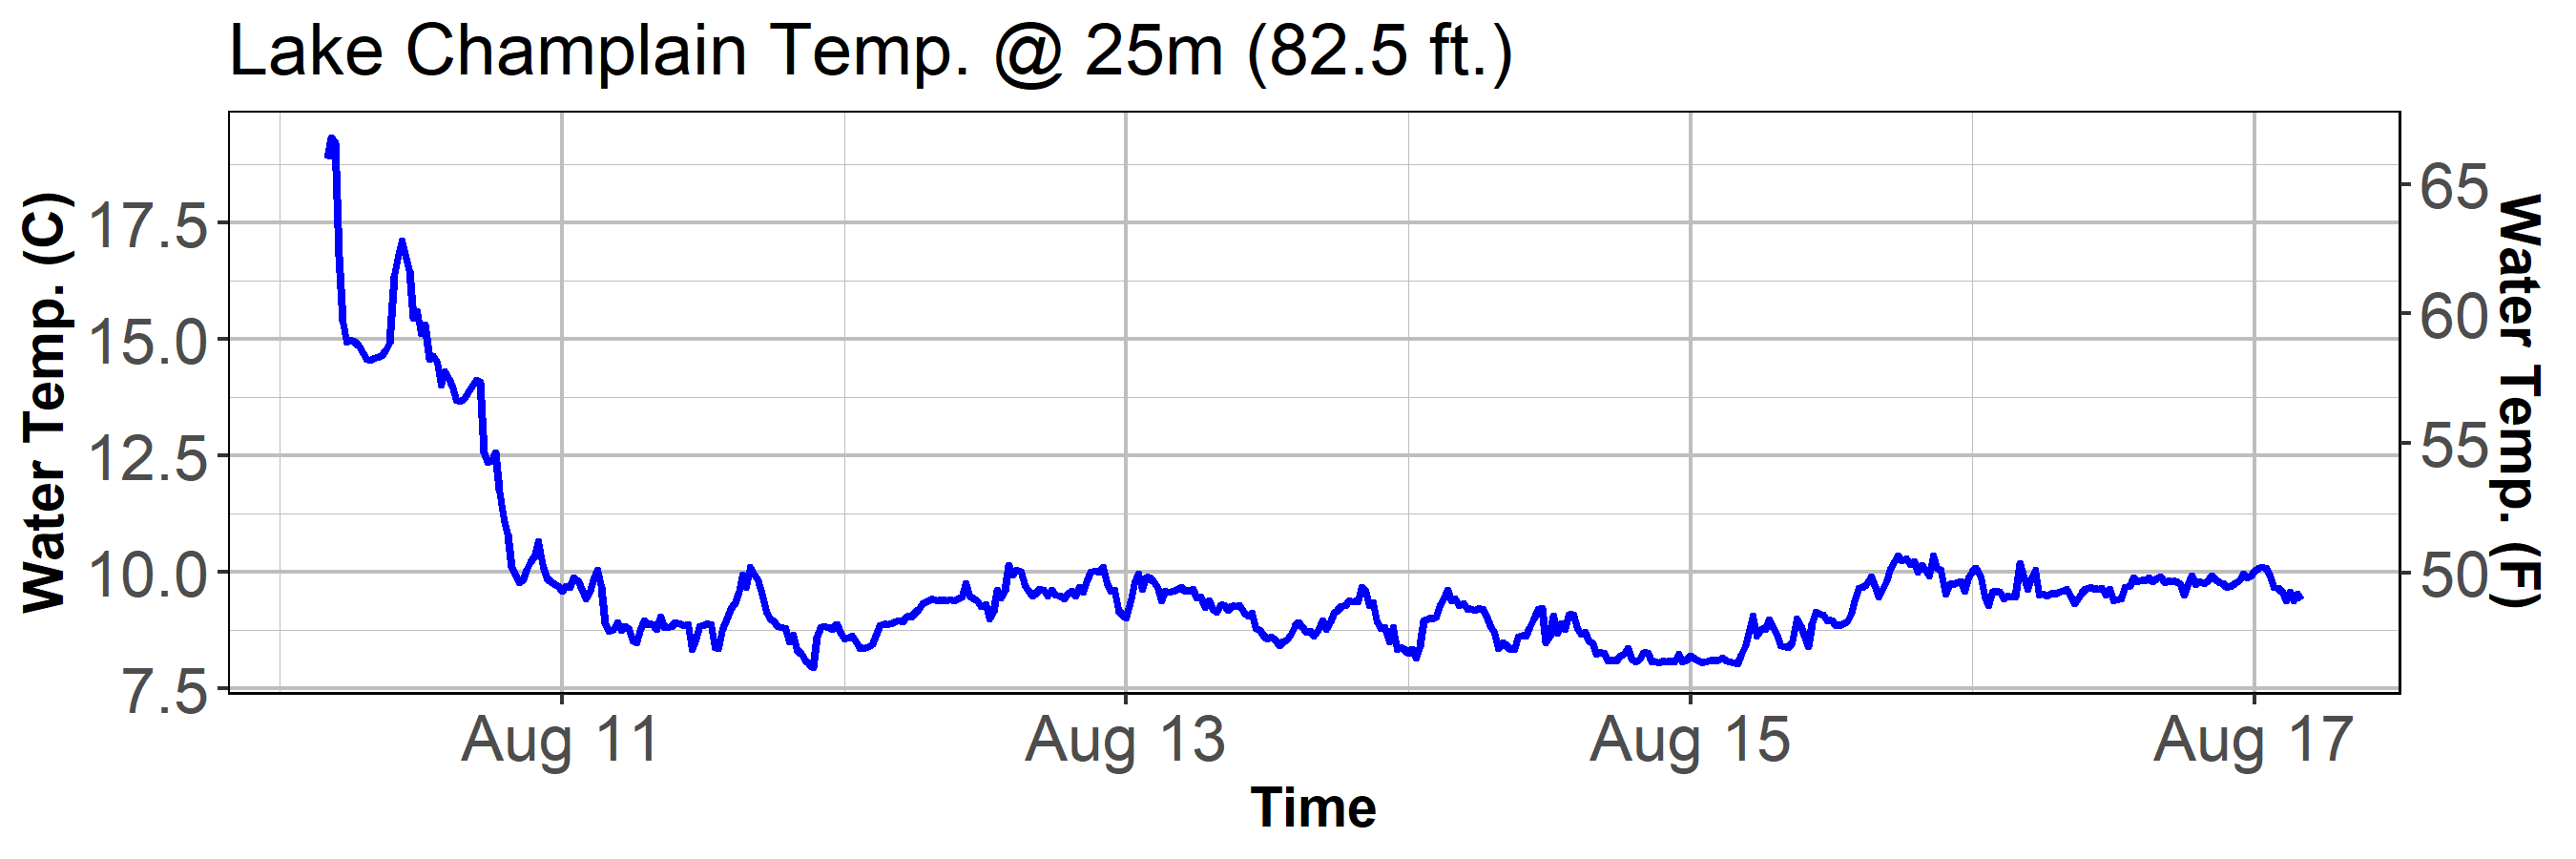 Lake Champlain Temp. @ 25m (82.5 ft.)
Water Temp. (C)
17.5
15.0
12.5
10.0
7.5
65
60
55
50
Water Temp. (F)
Aug 11 Aug 13 Aug 15 Aug 17
Time